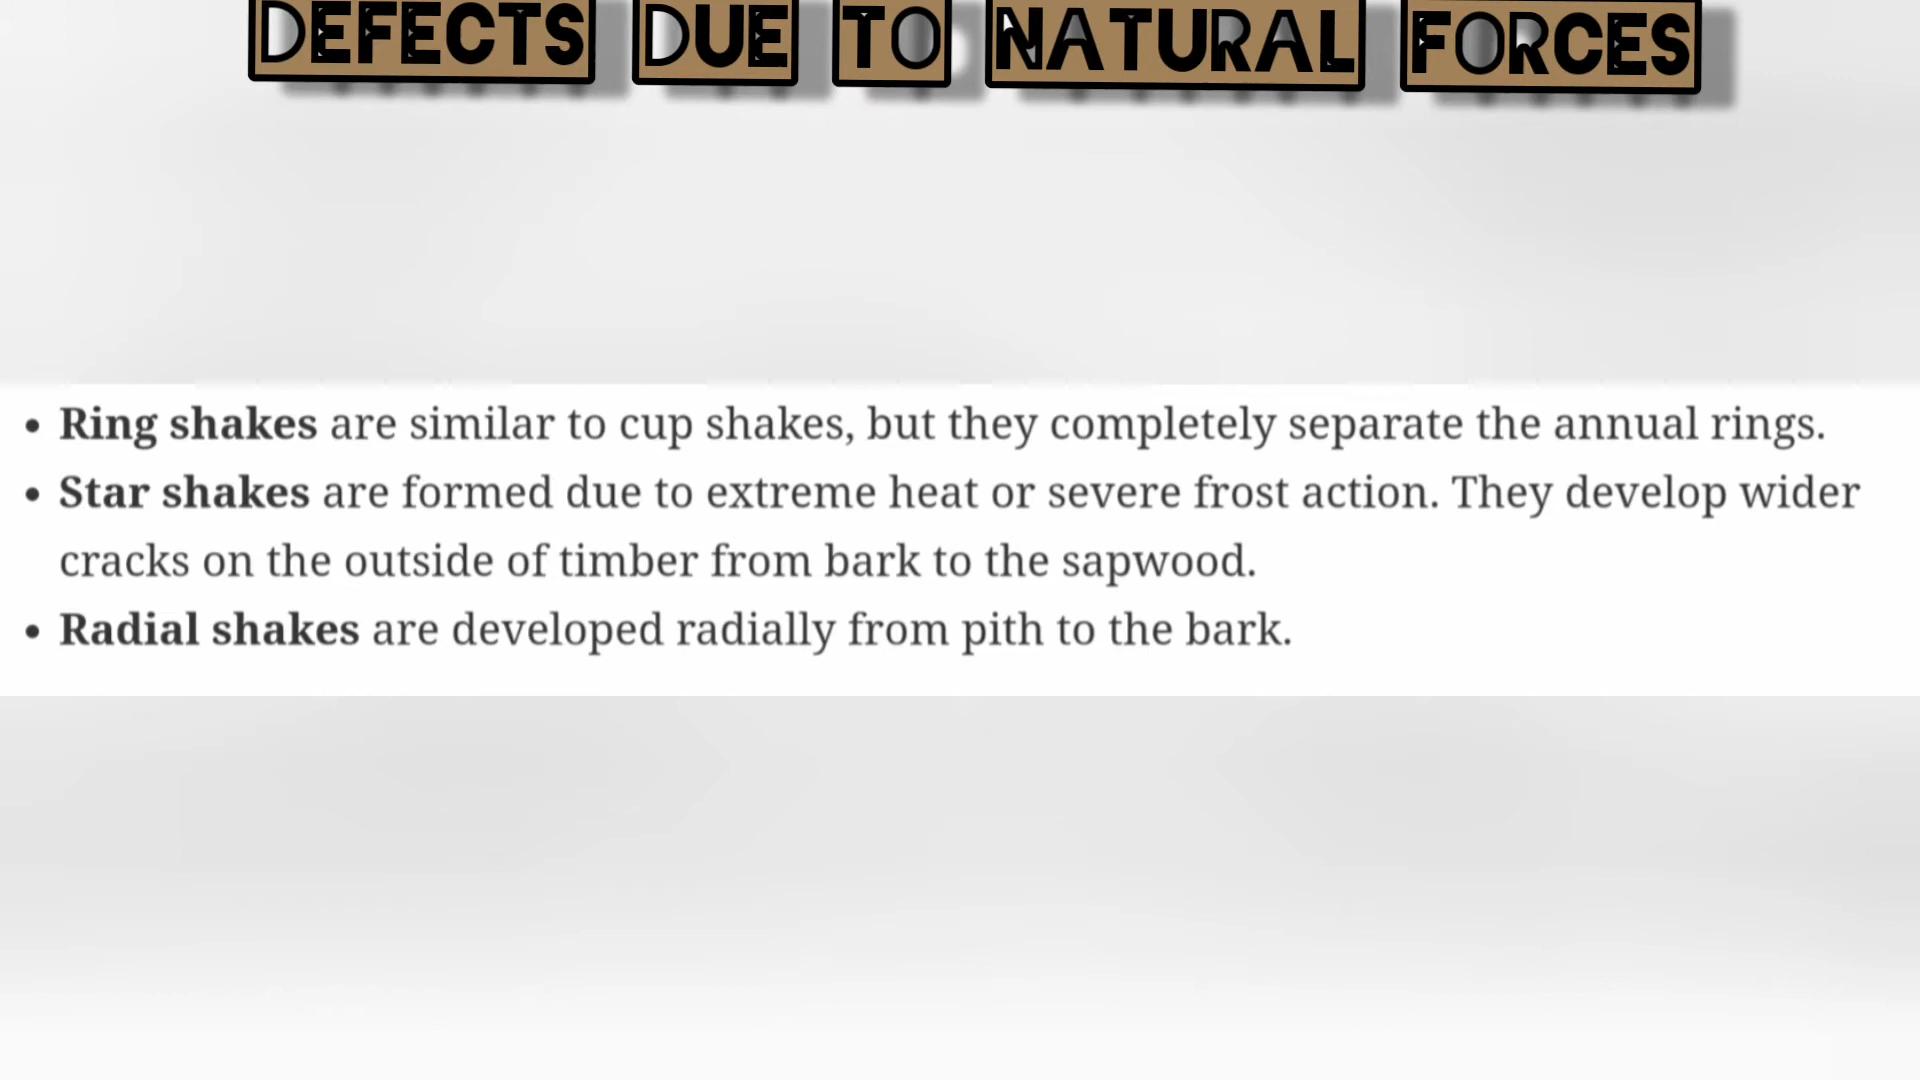 DEFECTS DUE TO NATURAL FORCES
• Ring shakes are similar to cup shakes, but they completely separate the annual rings.
• Star shakes are formed due to extreme heat or severe frost action. They develop wider
cracks on the outside of timber from bark to the sapwood.
• Radial shakes are developed radially from pith to the bark.